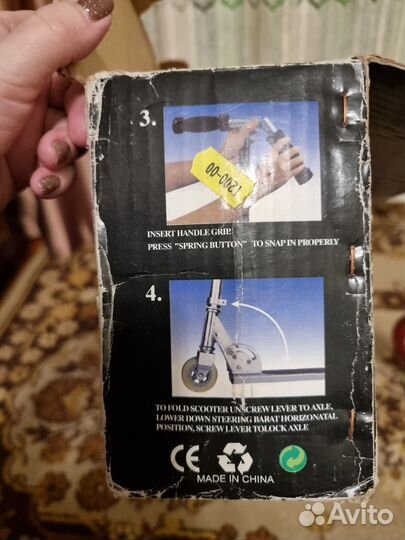 3.
1200-00
INSERT HANDLE GRIP.
PRESS "SPRING BUTTON" TO SNAP IN PROPERLY
4.
TO FOLD SCOOTER UNSCREW LEVER TO AXLE,
LOWER DOWN STEERING BARAT HORIZONATAL
POSITION, SCREW LEVER TOLOCK AXLE
CE
MADE IN CHINA
Avito